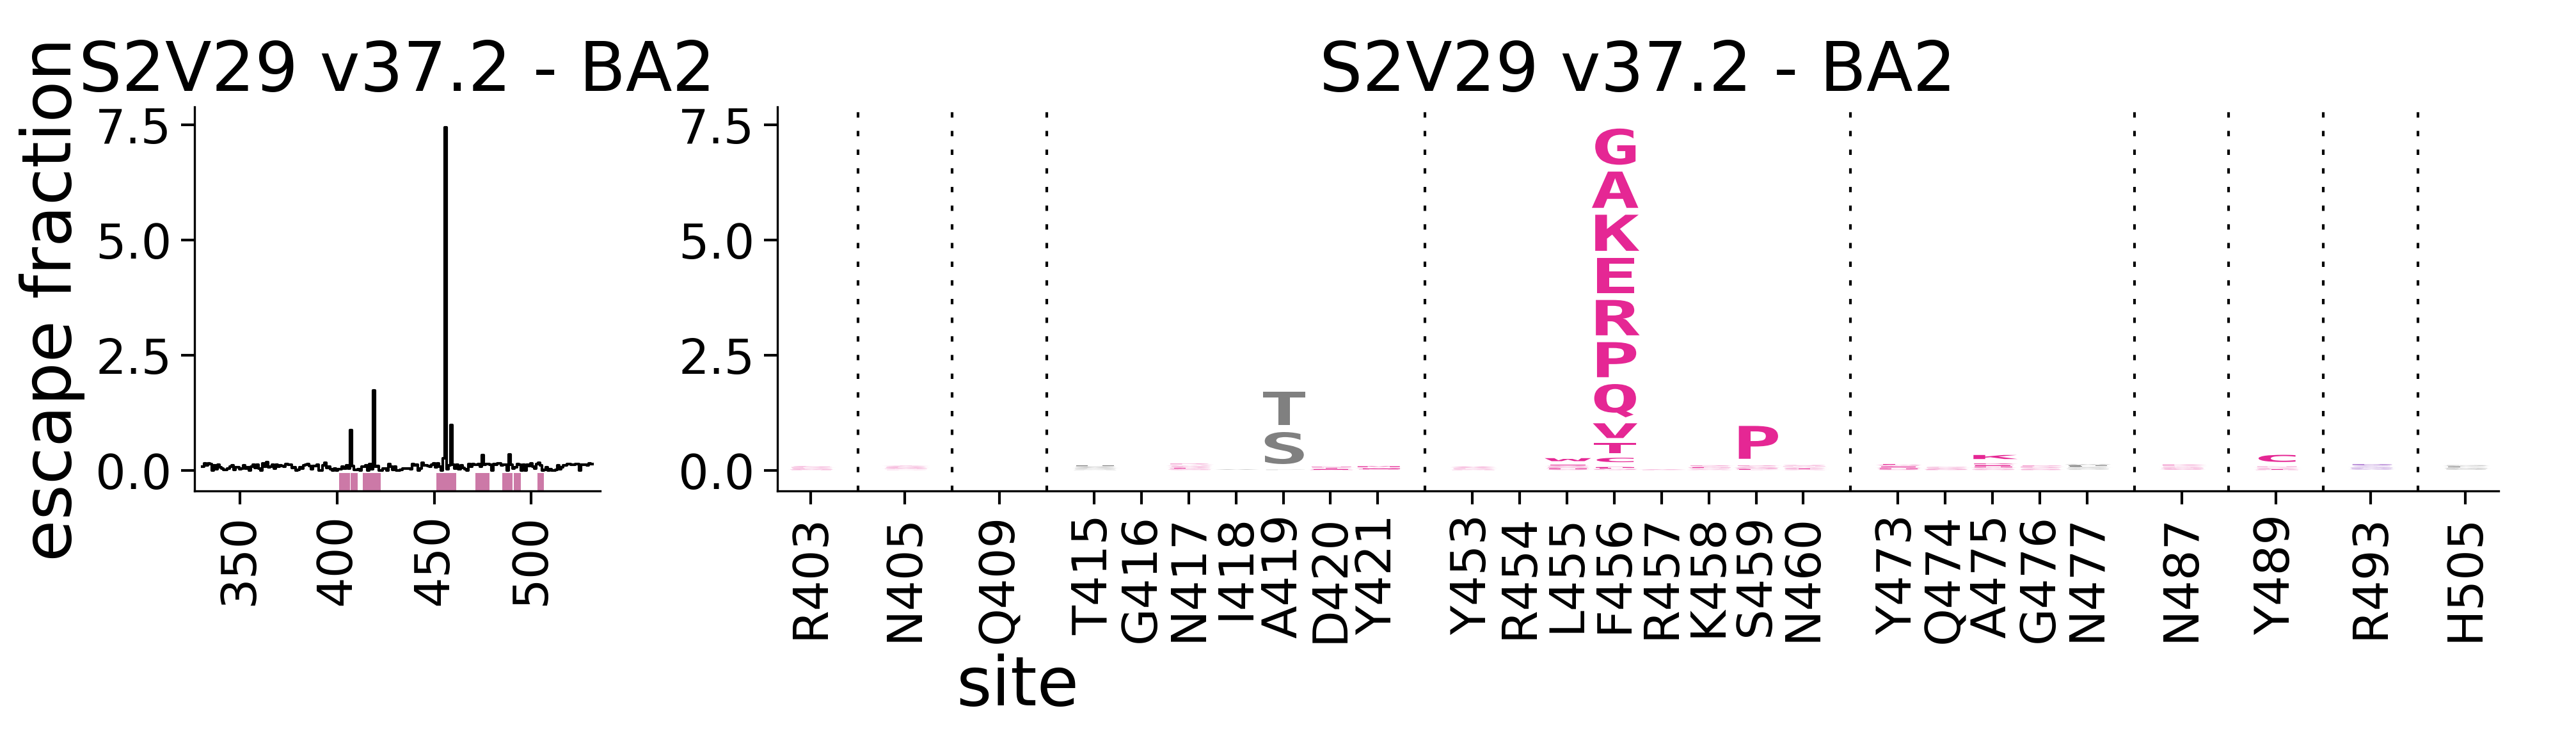 S2V29 v37.2 - BA2
S2V29 v37.2 - BA2
escape fraction
7.5
5.0
2.5
0.0
350
400
450
500
7.5
5.0
2.5
0.0
G
A
K
E
R
P
Q
V
T
C
T
S
P
W
K
C
R403
N405
Q409
T415
G416
N417
I418
A419
D420
Y421
Y453
R454
L455
F456
R457
K458
S459
N460
Y473
Q474
A475
G476
N477
N487
Y489
R493
H505
site